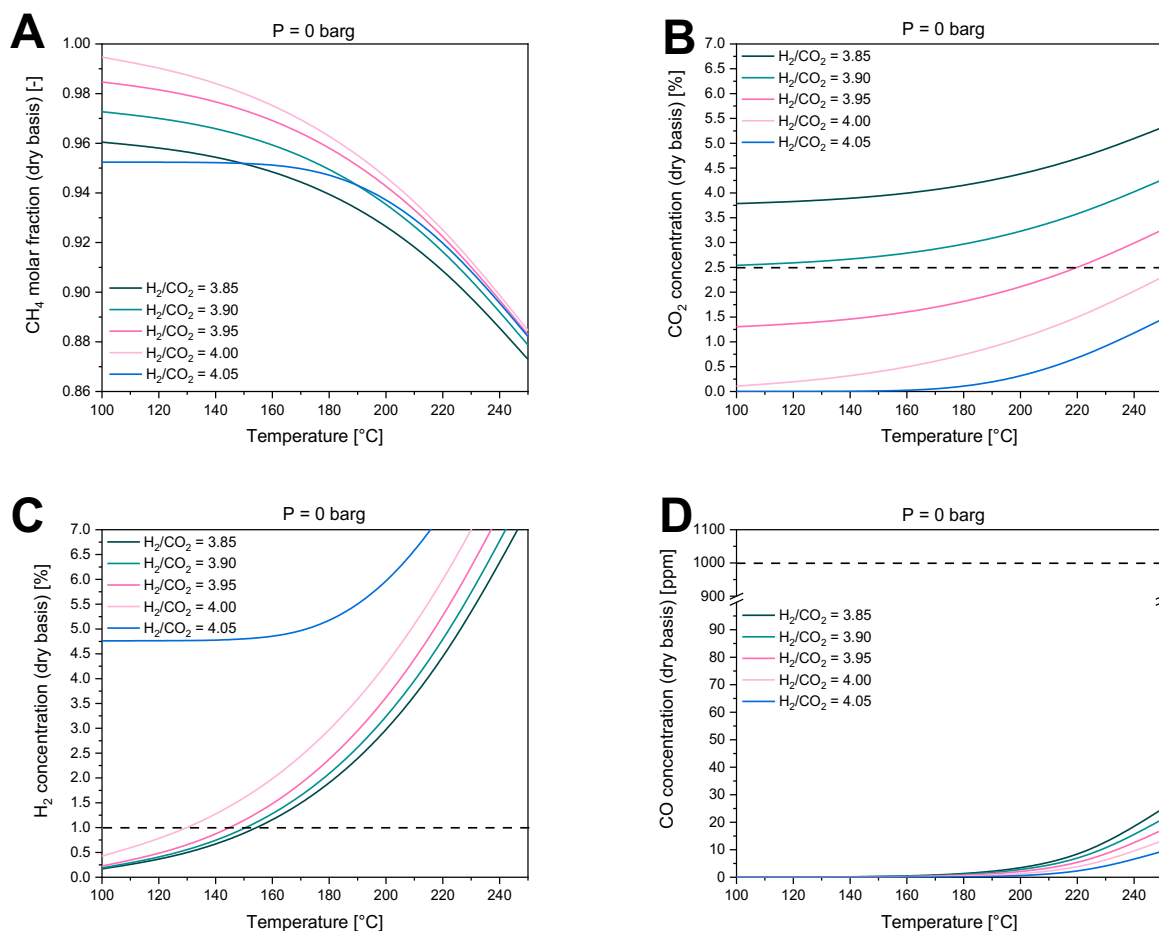 A
P = 0 barg
CH₄ molar fraction (dry basis) [-]
1.00
0.98
0.96
0.94
0.92
0.90
0.88
0.86
H₂/CO₂ = 3.85
H₂/CO₂ = 3.90
H₂/CO₂ = 3.95
H₂/CO₂ = 4.00
H₂/CO₂ = 4.05
100 120 140 160 180 200 220 240
Temperature [°C]
B
P = 0 barg
CO₂ concentration (dry basis) [%]
7.0
6.5
6.0
5.5
5.0
4.5
4.0
3.5
3.0
2.5
2.0
1.5
1.0
0.5
0.0
H₂/CO₂ = 3.85
H₂/CO₂ = 3.90
H₂/CO₂ = 3.95
H₂/CO₂ = 4.00
H₂/CO₂ = 4.05
100 120 140 160 180 200 220 240
Temperature [°C]
C
P = 0 barg
H₂ concentration (dry basis) [%]
7.0
6.5
6.0
5.5
5.0
4.5
4.0
3.5
3.0
2.5
2.0
1.5
1.0
0.5
0.0
H₂/CO₂ = 3.85
H₂/CO₂ = 3.90
H₂/CO₂ = 3.95
H₂/CO₂ = 4.00
H₂/CO₂ = 4.05
100 120 140 160 180 200 220 240
Temperature [°C]
D
P = 0 barg
CO concentration (dry basis) [ppm]
1100
1000
900
90
80
70
60
50
40
30
20
10
0
H₂/CO₂ = 3.85
H₂/CO₂ = 3.90
H₂/CO₂ = 3.95
H₂/CO₂ = 4.00
H₂/CO₂ = 4.05
100 120 140 160 180 200 220 240
Temperature [°C]